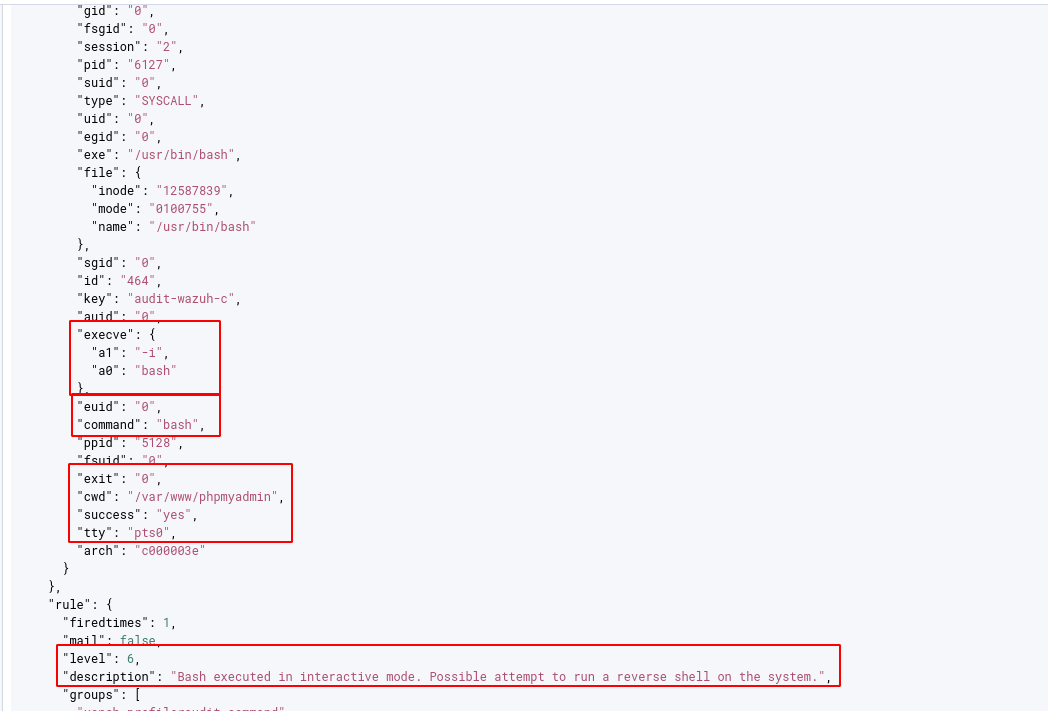 "gid": "0",
"fsgid": "0",
"session": "2",
"pid": "6127",
"suid": "0",
"type": "SYSCALL",
"uid": "0",
"egid": "0",
"exe": "/usr/bin/bash",
"file": {
"inode": "12587839",
"mode": "0100755",
"name": "/usr/bin/bash"
},
"sgid": "0",
"id": "464",
"key": "audit-wazuh-c",
"auid": "0",
"execve": {
"a1": "-i",
"a0": "bash"
},
"euid": "0",
"command": "bash",
"ppid": "5128",
"fsuid": "0",
"exit": "0",
"cwd": "/var/www/phpmyadmin",
"success": "yes",
"tty": "pts0",
"arch": "c000003e"
}
},
"rule": {
"firedtimes": 1,
"mail": false,
"level": 6,
"description": "Bash executed in interactive mode. Possible attempt to run a reverse shell on the system.",
"groups": [